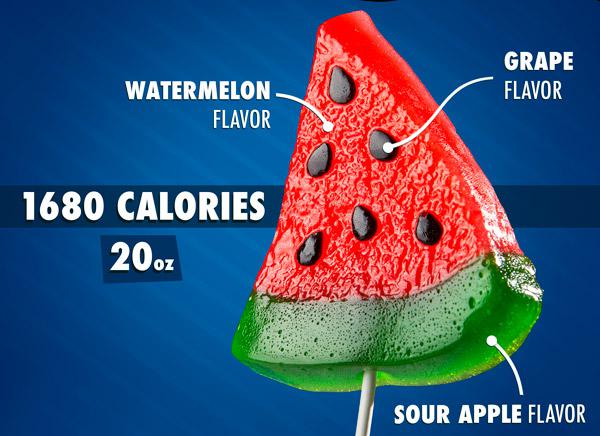 GRAPE
FLAVOR
WATERMELON
FLAVOR
1680 CALORIES
20oz
SOUR APPLE FLAVOR